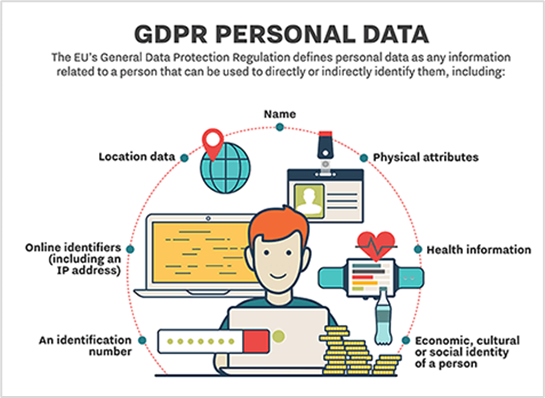 GDPR PERSONAL DATA
The EU's General Data Protection Regulation defines personal data as any information
related to a person that can be used to directly or indirectly identify them, including:
Name
Location data
Physical attributes
Online identifiers
(including an
IP address)
Health information
An identification
number
Economic, cultural
or social identity
of a person